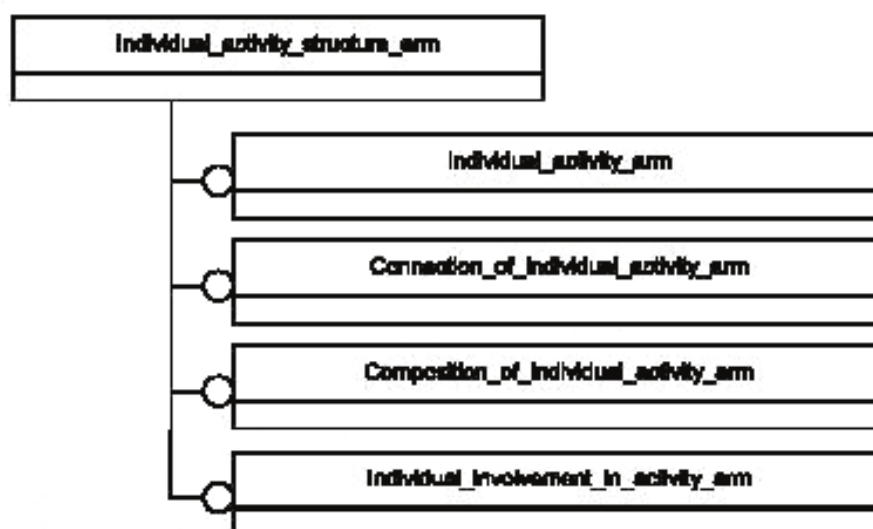 Individual_activity_structure_arm
Individual_activity_arm
Connection_of_individual_activity_arm
Composition_of_individual_activity_arm
Individual_involvement_in_activity_arm